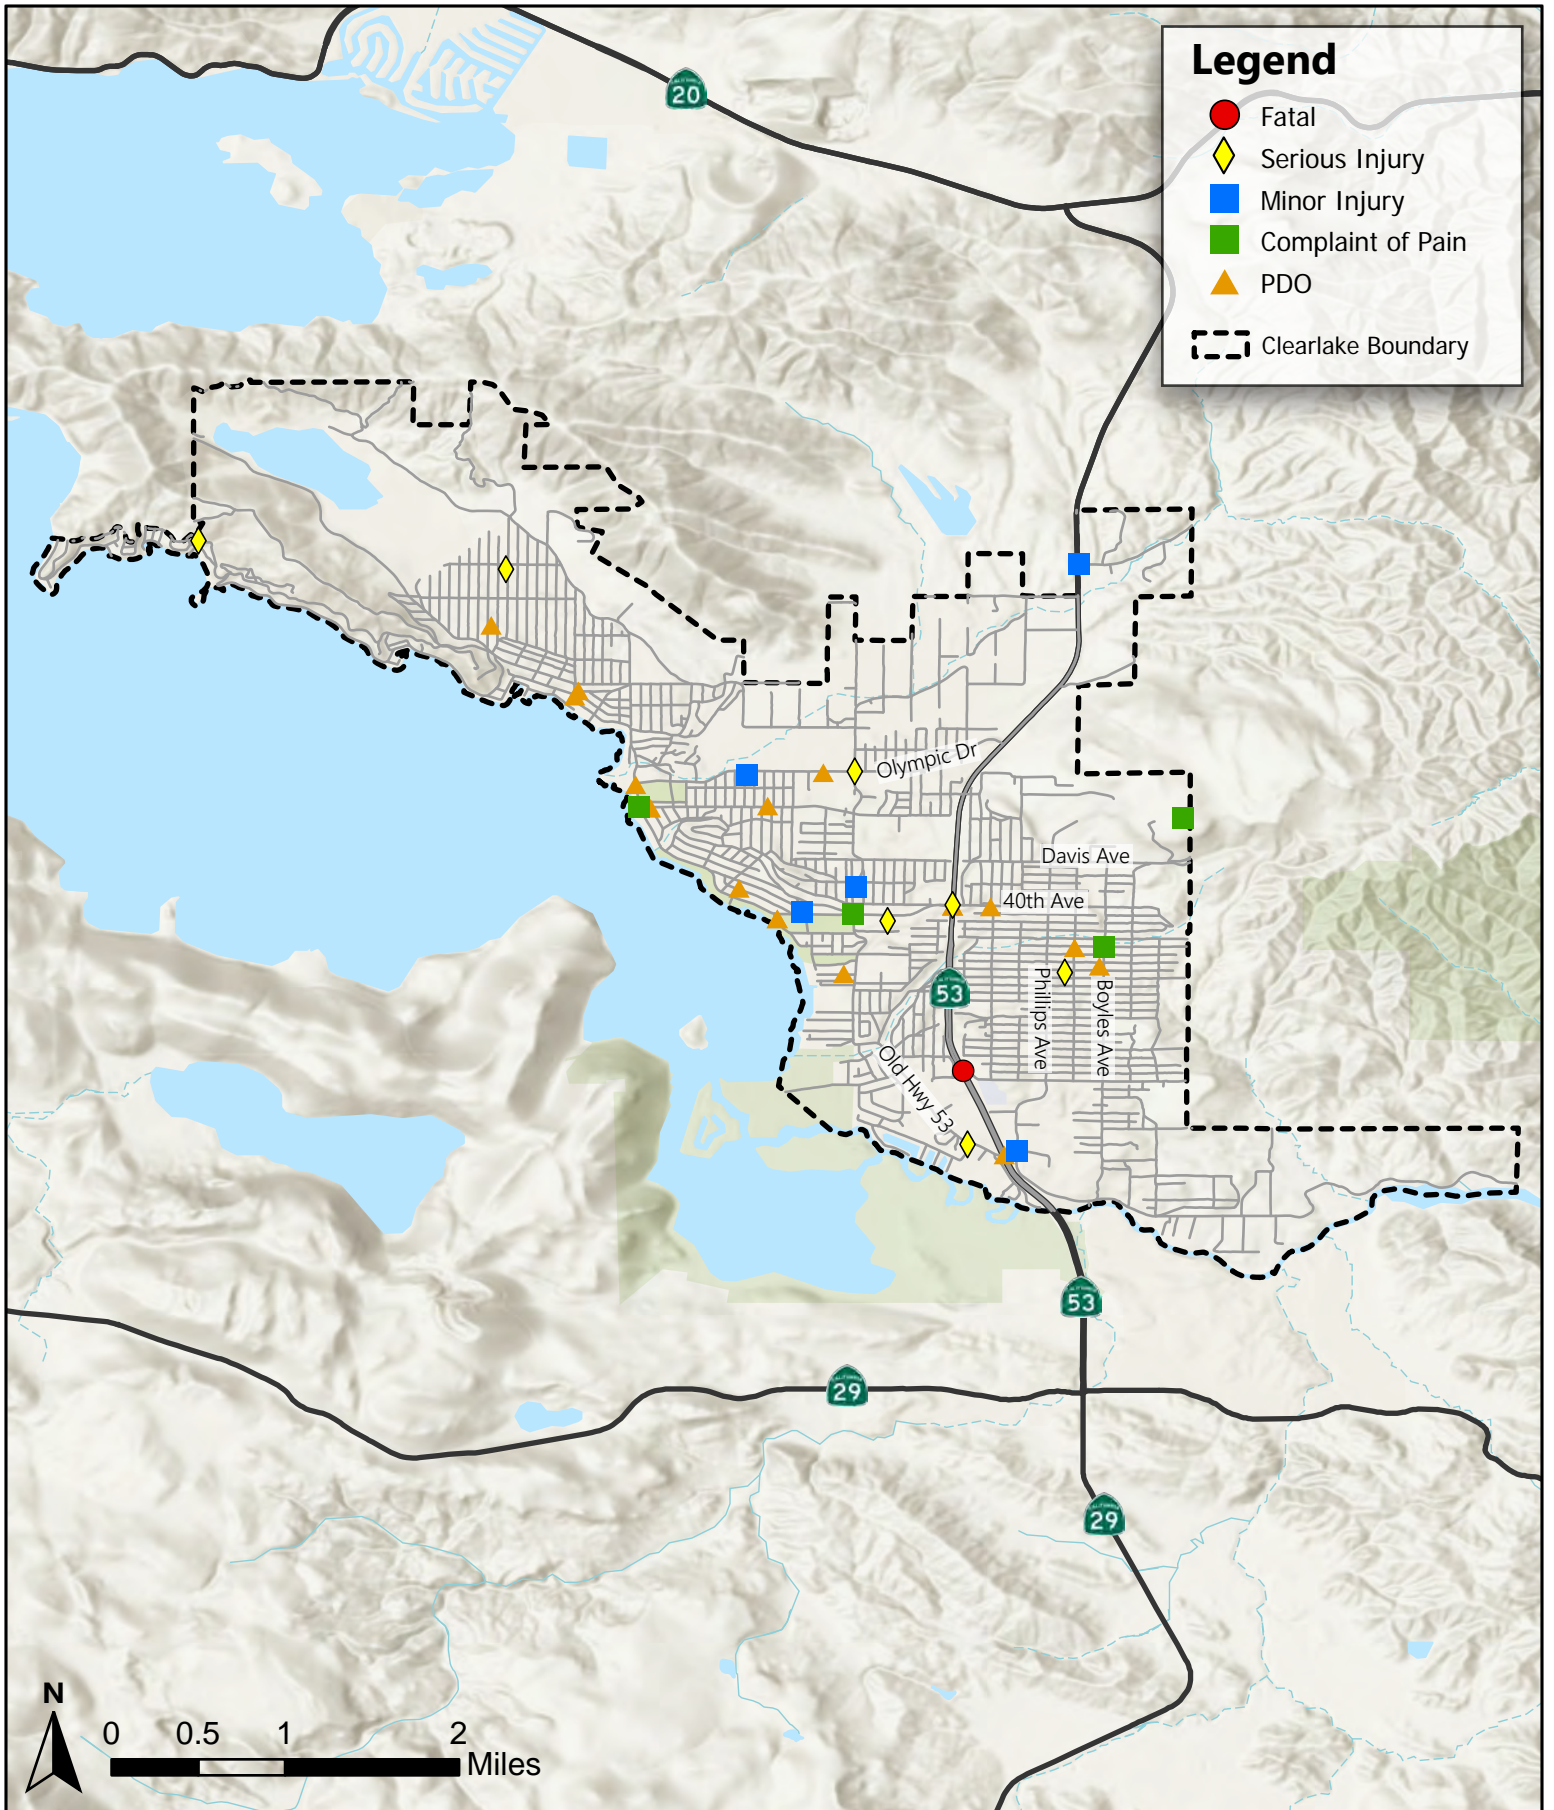 Legend
Fatal
Serious Injury
Minor Injury
Complaint of Pain
PDO
Clearlake Boundary
20
Olympic Dr
Davis Ave
40th Ave
53
Phillips Ave
Boyles Ave
Old Hwy 53
53
29
29
N
0 0.5 1 2
Miles